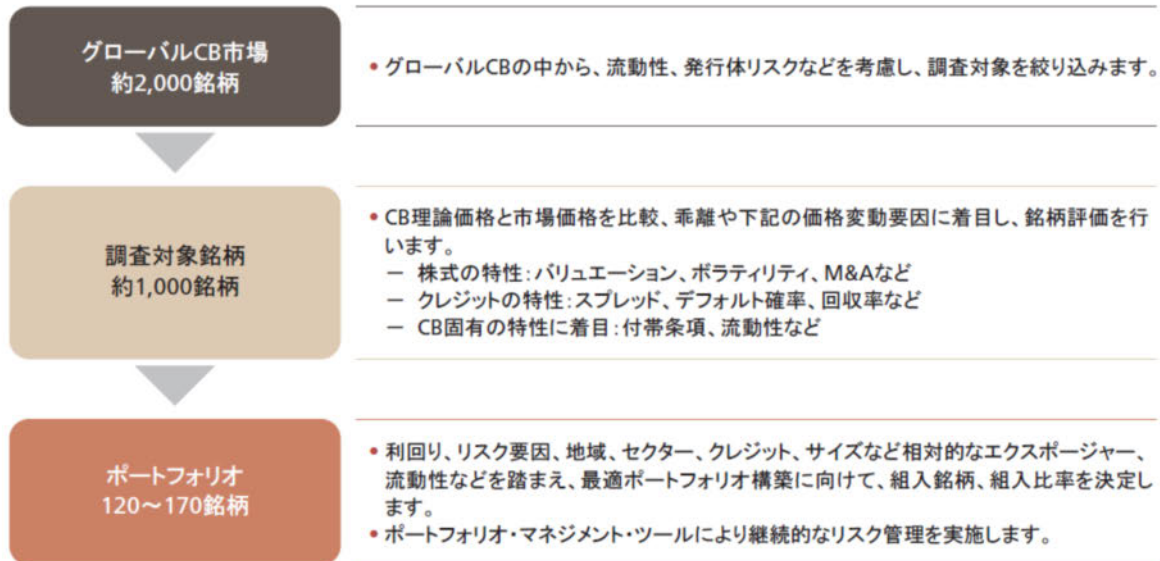 グローバルCB市場
約2,000銘柄
• グローバルCBの中から、流動性、発行体リスクなどを考慮し、調査対象を絞り込みます。
調査対象銘柄
約1,000銘柄
• CB理論価格と市場価格を比較、乖離や下記の価格変動要因に着目し、銘柄評価を行
います。
－ 株式の特性：バリュエーション、ボラティリティ、M&Aなど
－ クレジットの特性：スプレッド、デフォルト確率、回収率など
－ CB固有の特性に着目：付帯条項、流動性など
ポートフォリオ
120～170銘柄
• 利回り、リスク要因、地域、セクター、クレジット、サイズなど相対的なエクスポージャー、
流動性などを踏まえ、最適ポートフォリオ構築に向けて、組入銘柄、組入比率を決定し
ます。
• ポートフォリオ・マネジメント・ツールにより継続的なリスク管理を実施します。